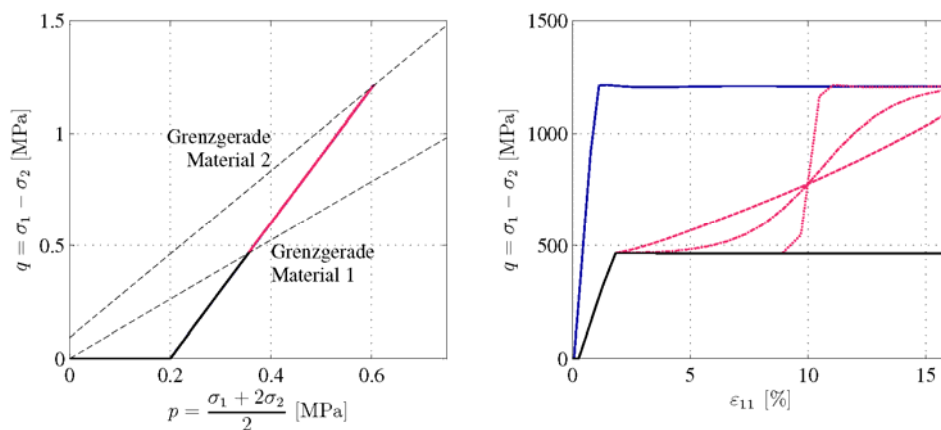 1.5
1
0.5
0
q = σ₁ − σ₂ [MPa]
Grenzgerade
Material 2
Grenzgerade
Material 1
0 0.2 0.4 0.6
p = (σ₁ + 2σ₂)/2 [MPa]
1500
1000
500
0
q = σ₁ − σ₂ [MPa]
0 5 10 15
ε₁₁ [%]